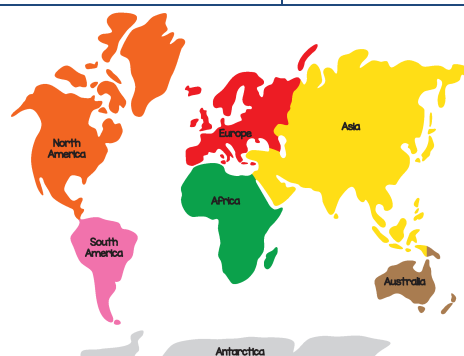 North
America
Europe
Asia
Africa
South
America
Australia
Antarctica